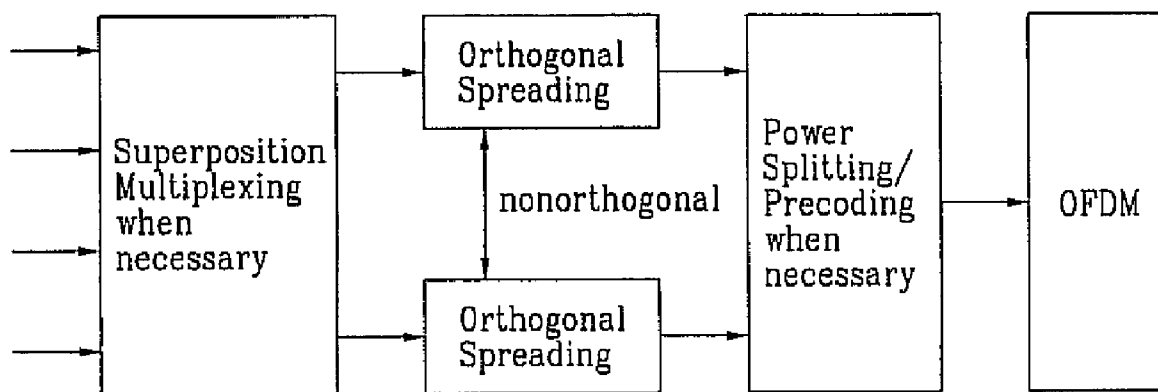 Superposition
Multiplexing
when
necessary
Orthogonal
Spreading
nonorthogonal
Orthogonal
Spreading
Power
Splitting/
Precoding
when
necessary
OFDM